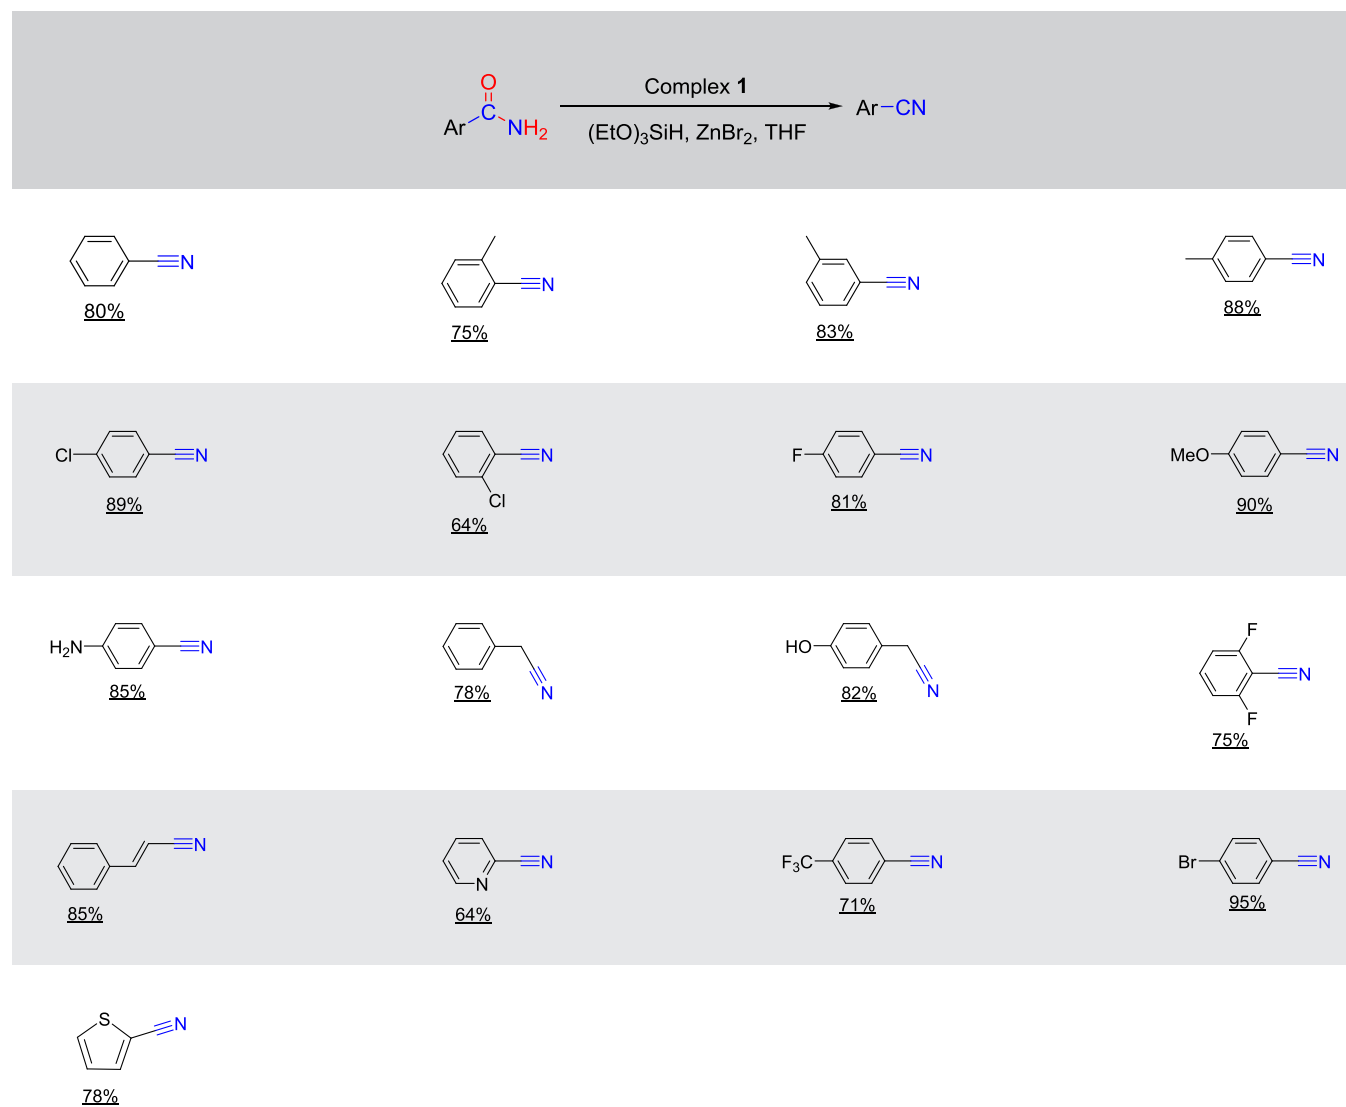 O
C
Ar
NH2
Complex 1
(EtO)3SiH, ZnBr2, THF
Ar CN
N
80%
N
75%
N
83%
N
88%
Cl N
89%
N
Cl
64%
F N
81%
MeO N
90%
H2N N
85%
N
78%
HO
N
82%
F
N
F
75%
N
85%
N
N
64%
F3C N
71%
Br N
95%
S
N
78%